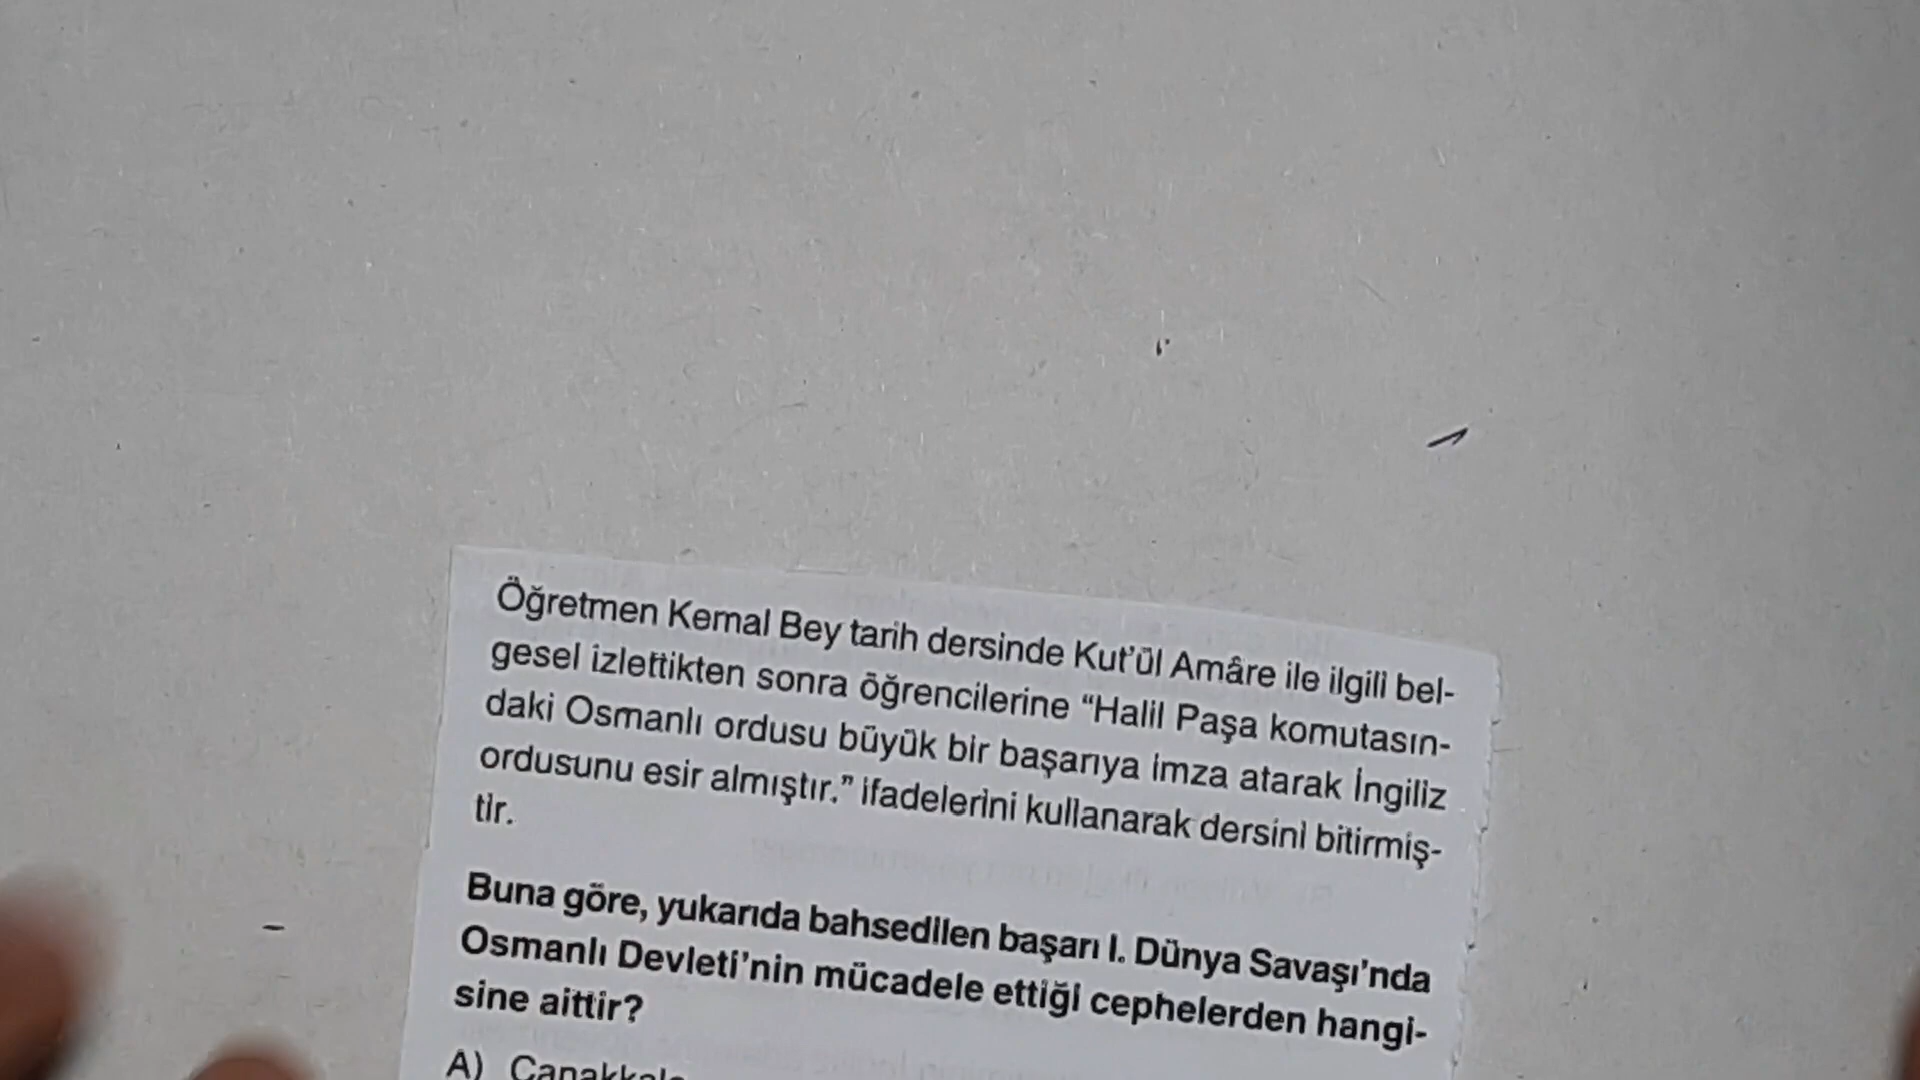 Öğretmen Kemal Bey tarih dersinde Kut'ül Amâre ile ilgili bel-
gesel izlettikten sonra öğrencilerine “Halil Paşa komutasın-
daki Osmanlı ordusu büyük bir başarıya imza atarak İngiliz
ordusunu esir almıştır.” ifadelerini kullanarak dersini bitirmiş-
tir.
Buna göre, yukarıda bahsedilen başarı I. Dünya Savaşı'nda
Osmanlı Devleti'nin mücadele ettiği cephelerden hangi-
sine aittir?
A) Çanakkale